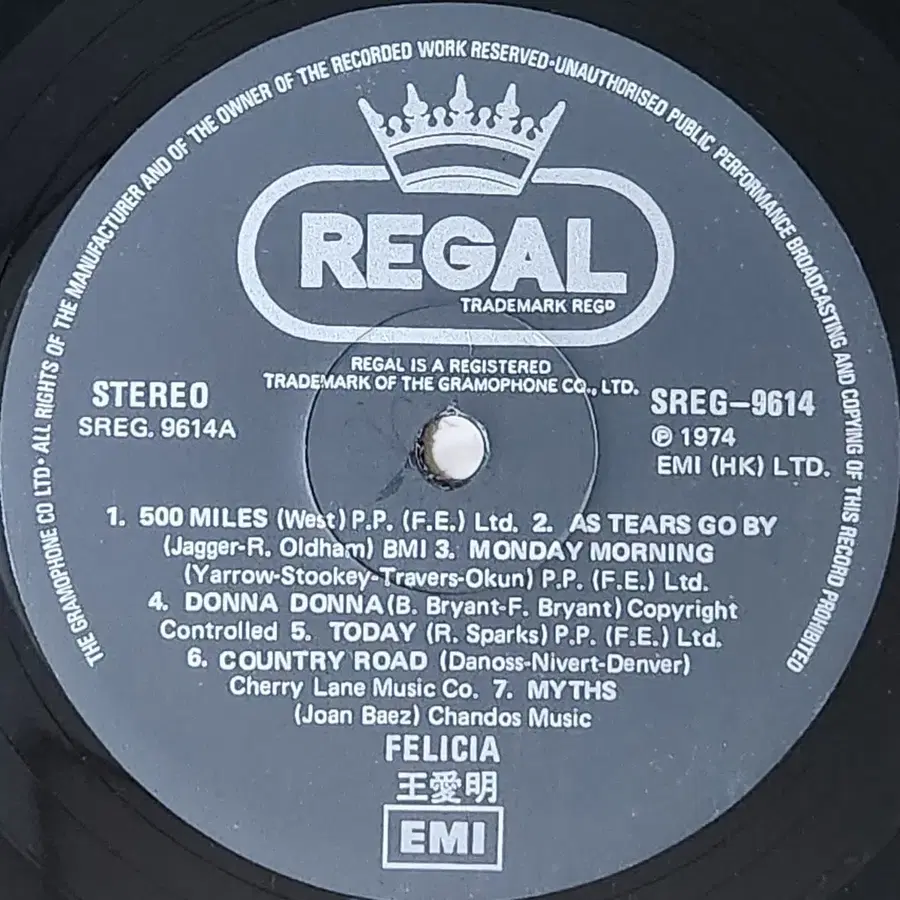 THE GRAMOPHONE CO LTD • ALL RIGHTS OF THE MANUFACTURER AND OF THE OWNER OF THE RECORDED WORK RESERVED • UNAUTHORISED PUBLIC PERFORMANCE BROADCASTING AND COPYING OF THIS RECORD PROHIBITED
REGAL
TRADEMARK REGD
REGAL IS A REGISTERED
TRADEMARK OF THE GRAMOPHONE CO., LTD.
STEREO
SREG. 9614A
SREG-9614
℗ 1974
EMI (HK) LTD.
1. 500 MILES (West) P.P. (F.E.) Ltd. 2. AS TEARS GO BY
(Jagger-R. Oldham) BMI 3. MONDAY MORNING
(Yarrow-Stookey-Travers-Okun) P.P. (F.E.) Ltd.
4. DONNA DONNA (B. Bryant-F. Bryant) Copyright
Controlled 5. TODAY (R. Sparks) P.P. (F.E.) Ltd.
6. COUNTRY ROAD (Danoss-Nivert-Denver)
Cherry Lane Music Co. 7. MYTHS
(Joan Baez) Chandos Music
FELICIA
王愛明
EMI